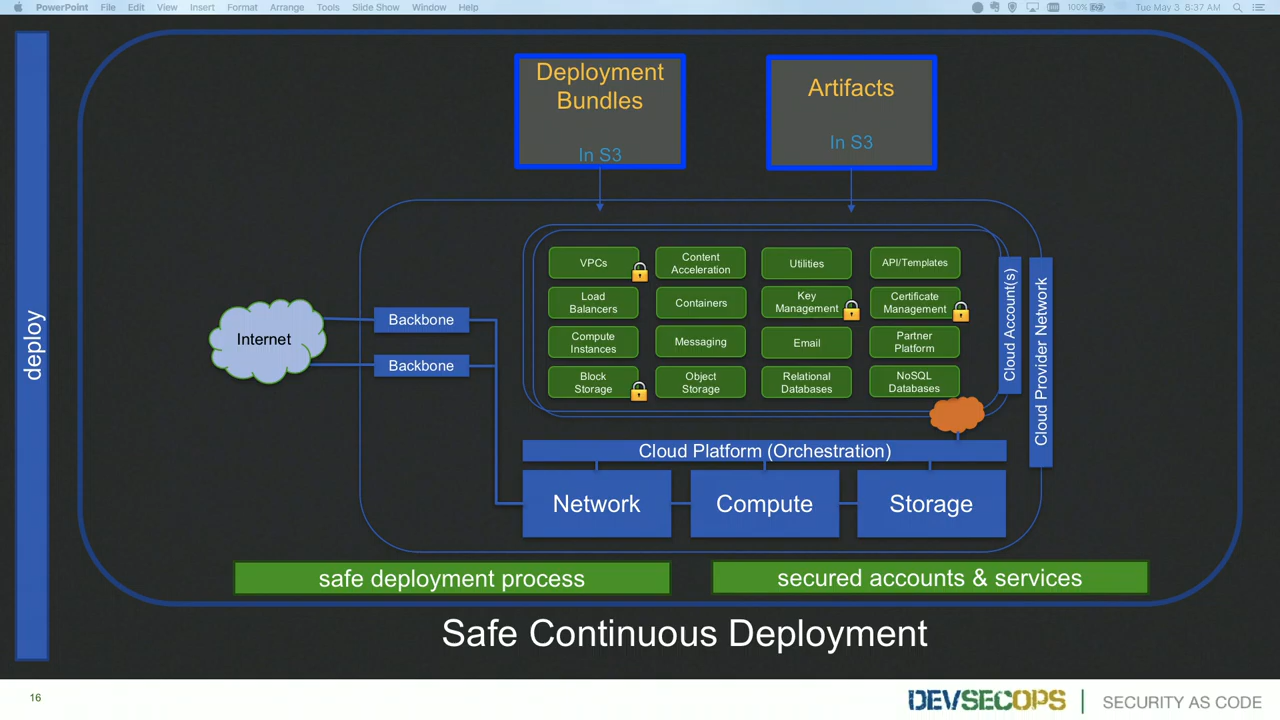 PowerPoint File Edit View Insert Format Arrange Tools Slide Show Window Help
100% Tue May 3 8:37 AM
deploy
Deployment
Bundles
In S3
Artifacts
In S3
Internet
Backbone
Backbone
VPCs
Content
Acceleration
Utilities
API/Templates
Load
Balancers
Containers
Key
Management
Certificate
Management
Compute
Instances
Messaging
Email
Partner
Platform
Block
Storage
Object
Storage
Relational
Databases
NoSQL
Databases
Cloud Account(s)
Cloud Provider Network
Cloud Platform (Orchestration)
Network
Compute
Storage
safe deployment process
secured accounts & services
Safe Continuous Deployment
16
DEVSECOPS
SECURITY AS CODE